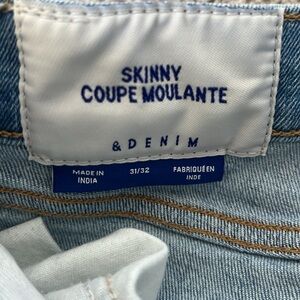 SKINNY
COUPE MOULANTE
& DENIM
MADE IN
INDIA
31/32
FABRIQUÉ EN
INDE